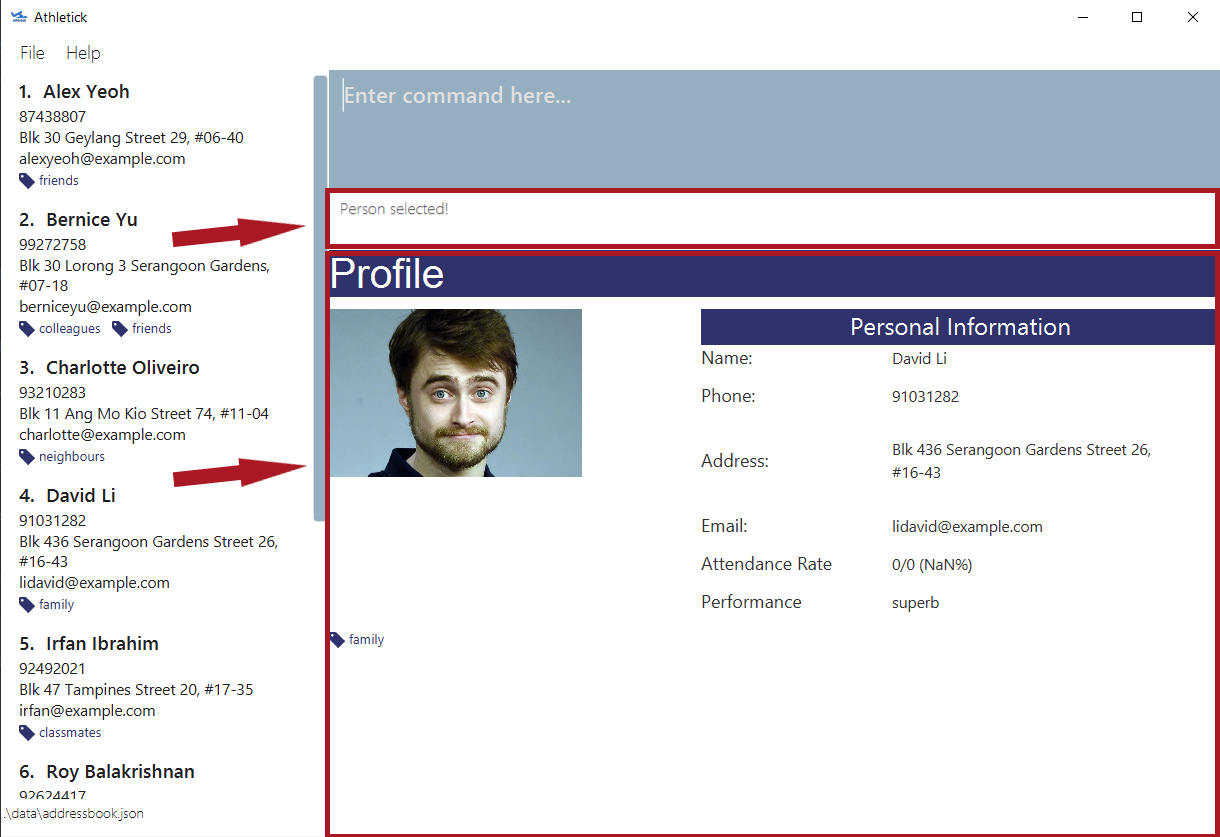 Athletick
File Help
1. Alex Yeoh
87438807
Blk 30 Geylang Street 29, #06-40
alexyeoh@example.com
friends
2. Bernice Yu
99272758
Blk 30 Lorong 3 Serangoon Gardens,
#07-18
berniceyu@example.com
colleagues friends
3. Charlotte Oliveiro
93210283
Blk 11 Ang Mo Kio Street 74, #11-04
charlotte@example.com
neighbours
4. David Li
91031282
Blk 436 Serangoon Gardens Street 26,
#16-43
lidavid@example.com
family
5. Irfan Ibrahim
92492021
Blk 47 Tampines Street 20, #17-35
irfan@example.com
classmates
6. Roy Balakrishnan
92624417
.\data\addressbook.json
Enter command here...
Person selected!
Profile
Personal Information
Name: David Li
Phone: 91031282
Address: Blk 436 Serangoon Gardens Street 26,
#16-43
Email: lidavid@example.com
Attendance Rate 0/0 (NaN%)
Performance superb
family